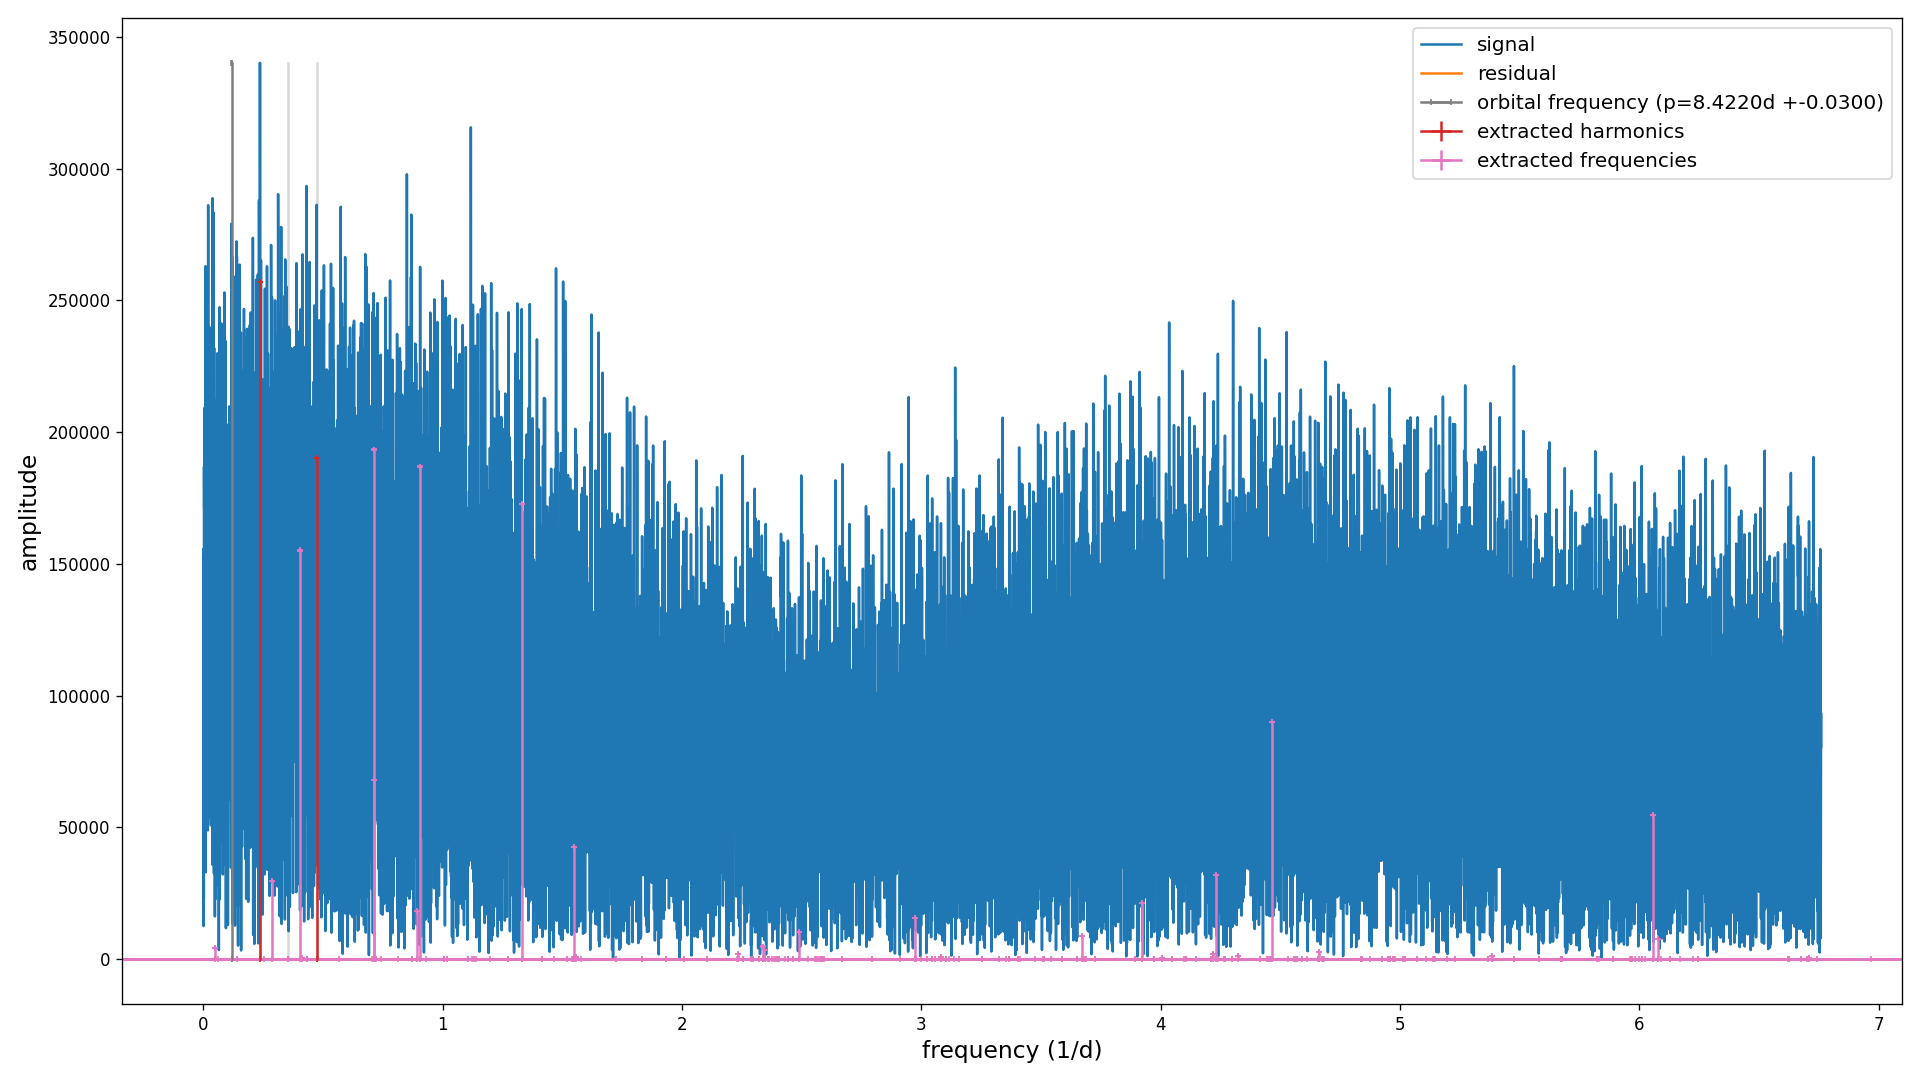 350000
300000
250000
200000
150000
100000
50000
0
amplitude
signal
residual
orbital frequency (p=8.4220d +-0.0300)
extracted harmonics
extracted frequencies
0 1 2 3 4 5 6 7
frequency (1/d)